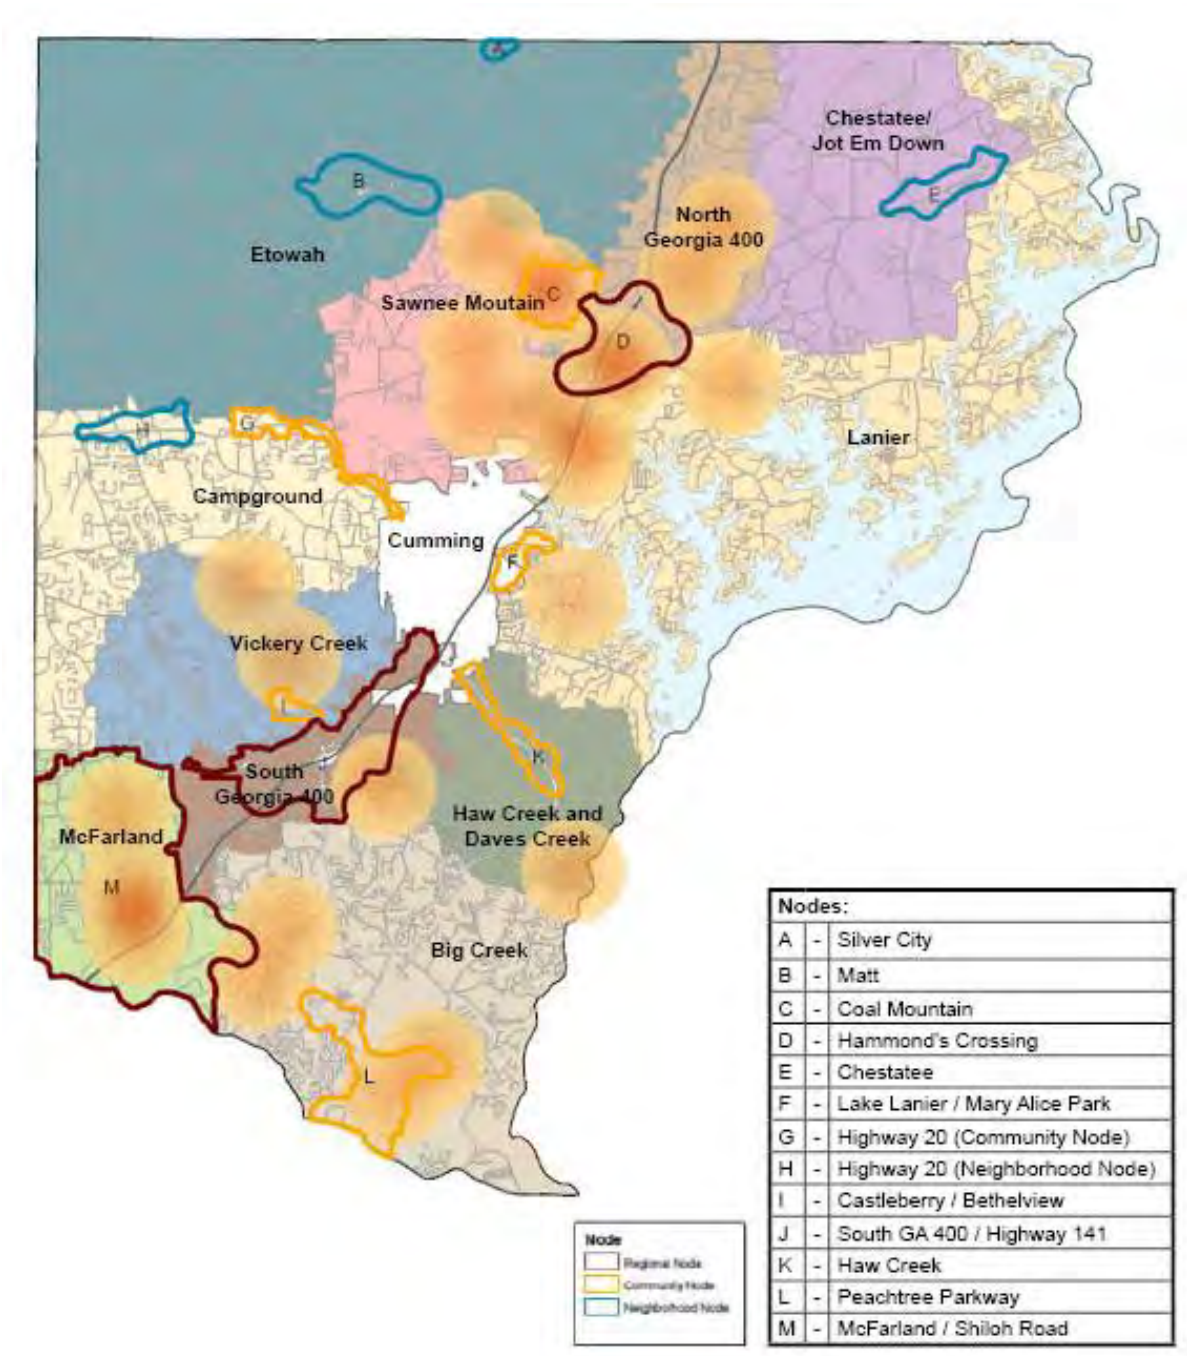 A
Chestatee/
Jot Em Down
B
E
North
Georgia 400
Etowah
Sawnee Moutain
C
D
G
H
Lanier
Campground
Cumming
F
Vickery Creek
I
K
South
Georgia 400
J
Haw Creek and
Daves Creek
McFarland
M
Big Creek
L
Nodes:
A - Silver City
B - Matt
C - Coal Mountain
D - Hammond's Crossing
E - Chestatee
F - Lake Lanier / Mary Alice Park
G - Highway 20 (Community Node)
H - Highway 20 (Neighborhood Node)
I - Castleberry / Bethelview
J - South GA 400 / Highway 141
K - Haw Creek
L - Peachtree Parkway
M - McFarland / Shiloh Road
Node
Regional Node
Community Node
Neighborhood Node